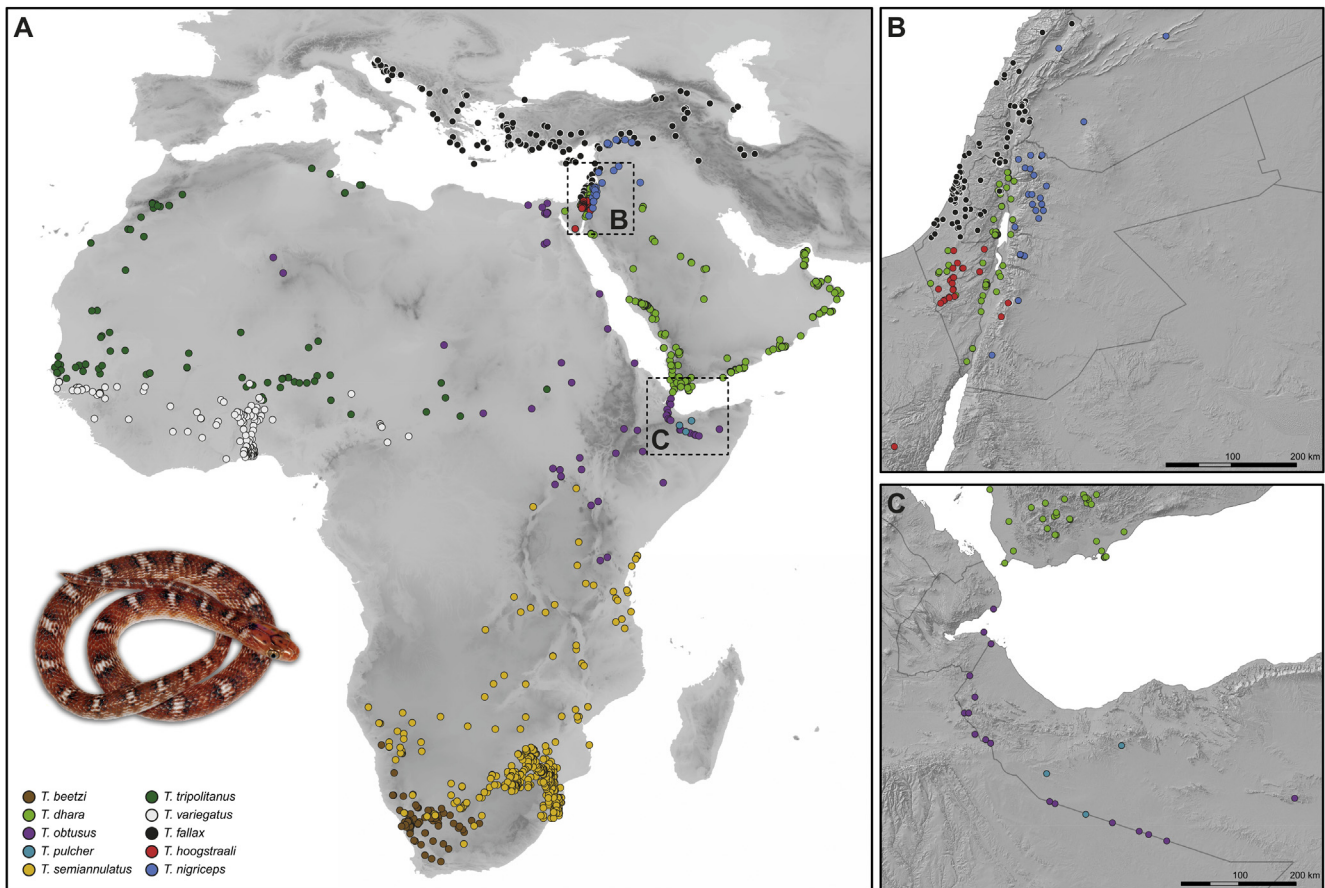 A
B
C
T. beetzi
T. dhara
T. obtusus
T. pulcher
T. semiannulatus
T. tripolitanus
T. variegatus
T. fallax
T. hoogstraali
T. nigriceps
B
100 200 km
C
100 200 km